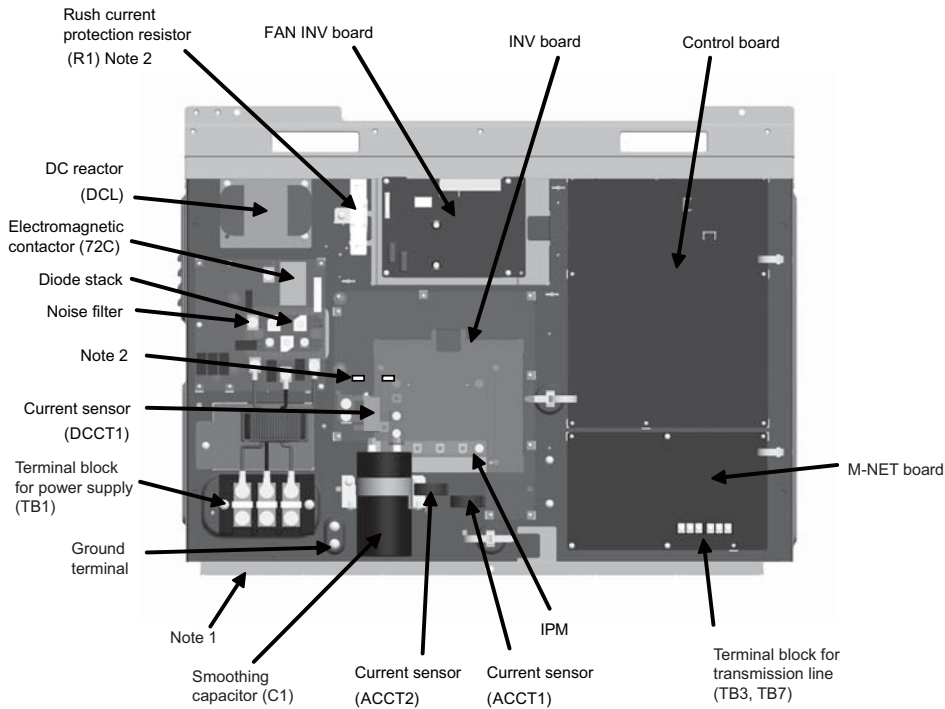 Rush current
protection resistor
(R1) Note 2
FAN INV board
INV board
Control board
DC reactor
(DCL)
Electromagnetic
contactor (72C)
Diode stack
Noise filter
Note 2
Current sensor
(DCCT1)
Terminal block
for power supply
(TB1)
Ground
terminal
Note 1
Smoothing
capacitor (C1)
Current sensor
(ACCT2)
Current sensor
(ACCT1)
IPM
M-NET board
Terminal block for
transmission line
(TB3, TB7)